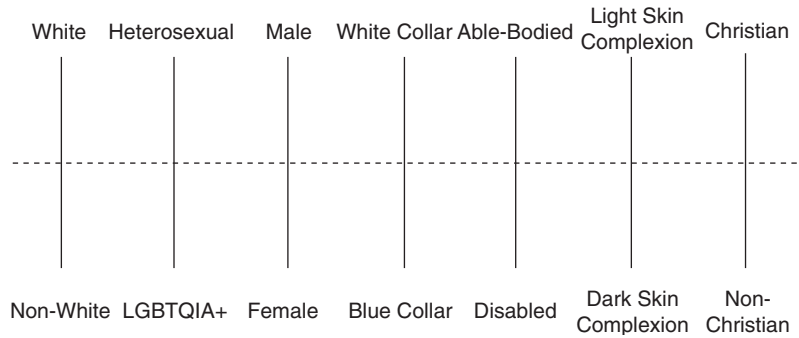 White Heterosexual Male White Collar Able-Bodied Light Skin Complexion Christian
Non-White LGBTQIA+ Female Blue Collar Disabled Dark Skin Complexion Non-Christian